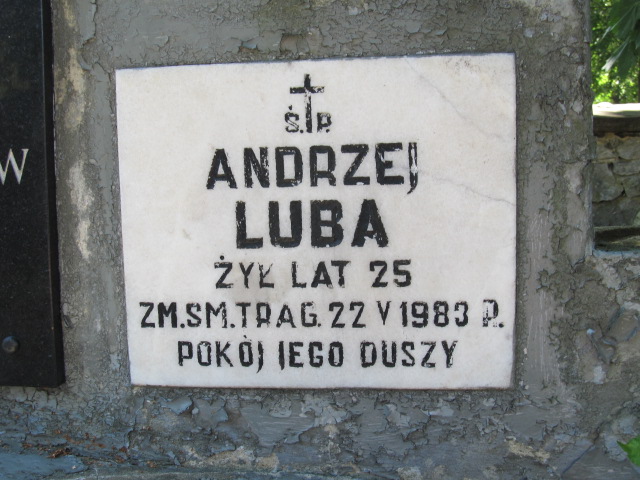 Ś.P.
ANDRZEJ
LUBA
ŻYŁ LAT 25
ZM.SM.TRAG. 22 V 1983 R.
POKÓJ JEGO DUSZY
W